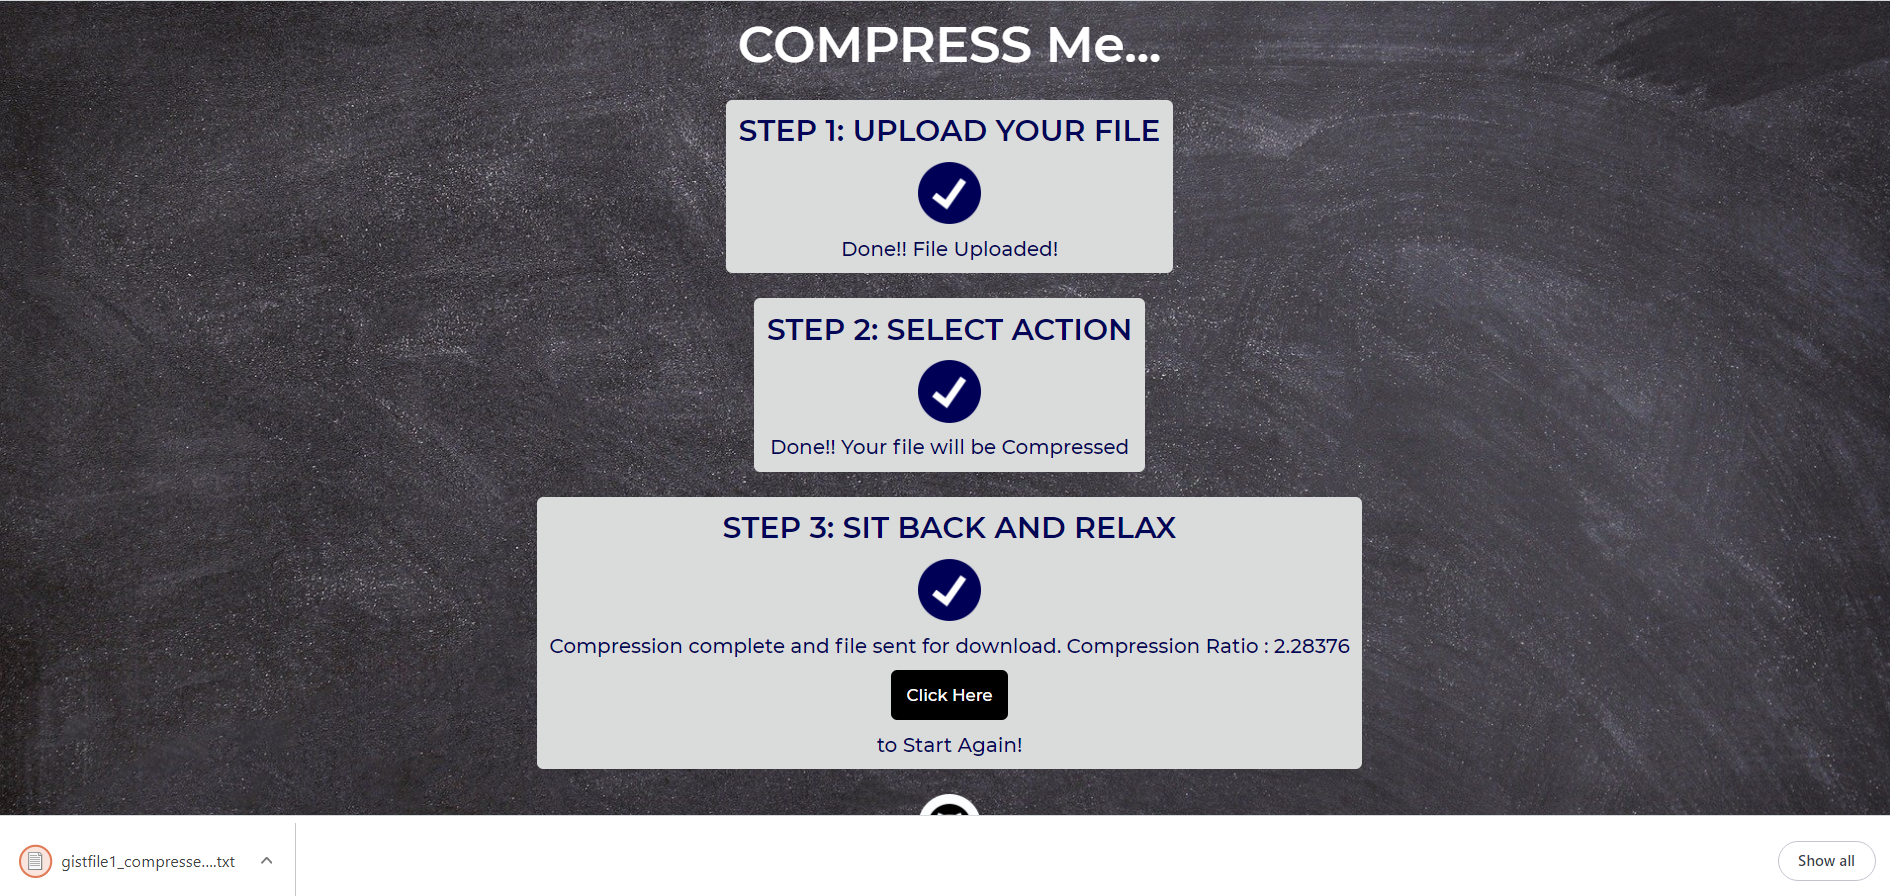 COMPRESS Me...
STEP 1: UPLOAD YOUR FILE
Done!! File Uploaded!
STEP 2: SELECT ACTION
Done!! Your file will be Compressed
STEP 3: SIT BACK AND RELAX
Compression complete and file sent for download. Compression Ratio : 2.28376
Click Here
to Start Again!
gistfile1_compresse....txt
Show all